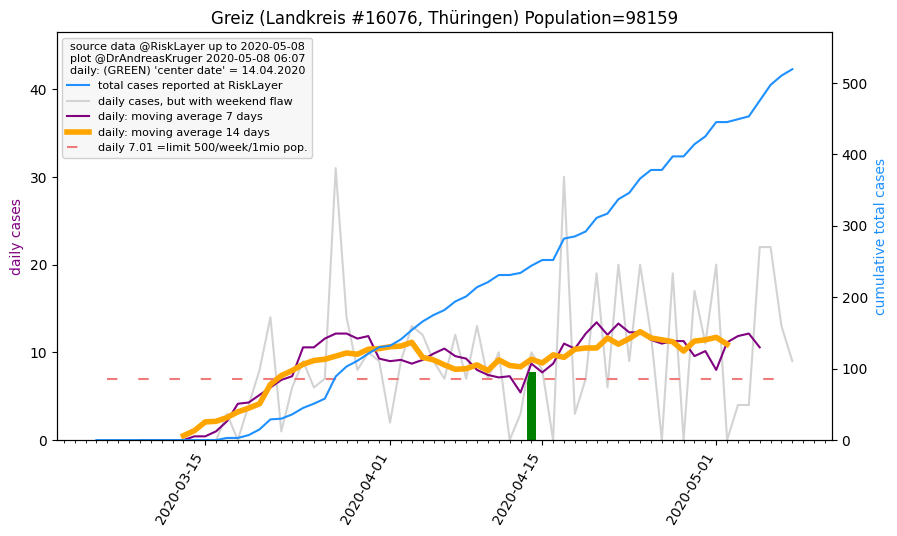 Greiz (Landkreis #16076, Thüringen) Population=98159
source data @RiskLayer up to 2020-05-08
plot @DrAndreasKruger 2020-05-08 06:07
daily: (GREEN) 'center date' = 14.04.2020
total cases reported at RiskLayer
daily cases, but with weekend flaw
daily: moving average 7 days
daily: moving average 14 days
daily 7.01 =limit 500/week/1mio pop.
daily cases
40
30
20
10
0
cumulative total cases
500
400
300
200
100
0
2020-03-15
2020-04-01
2020-04-15
2020-05-01